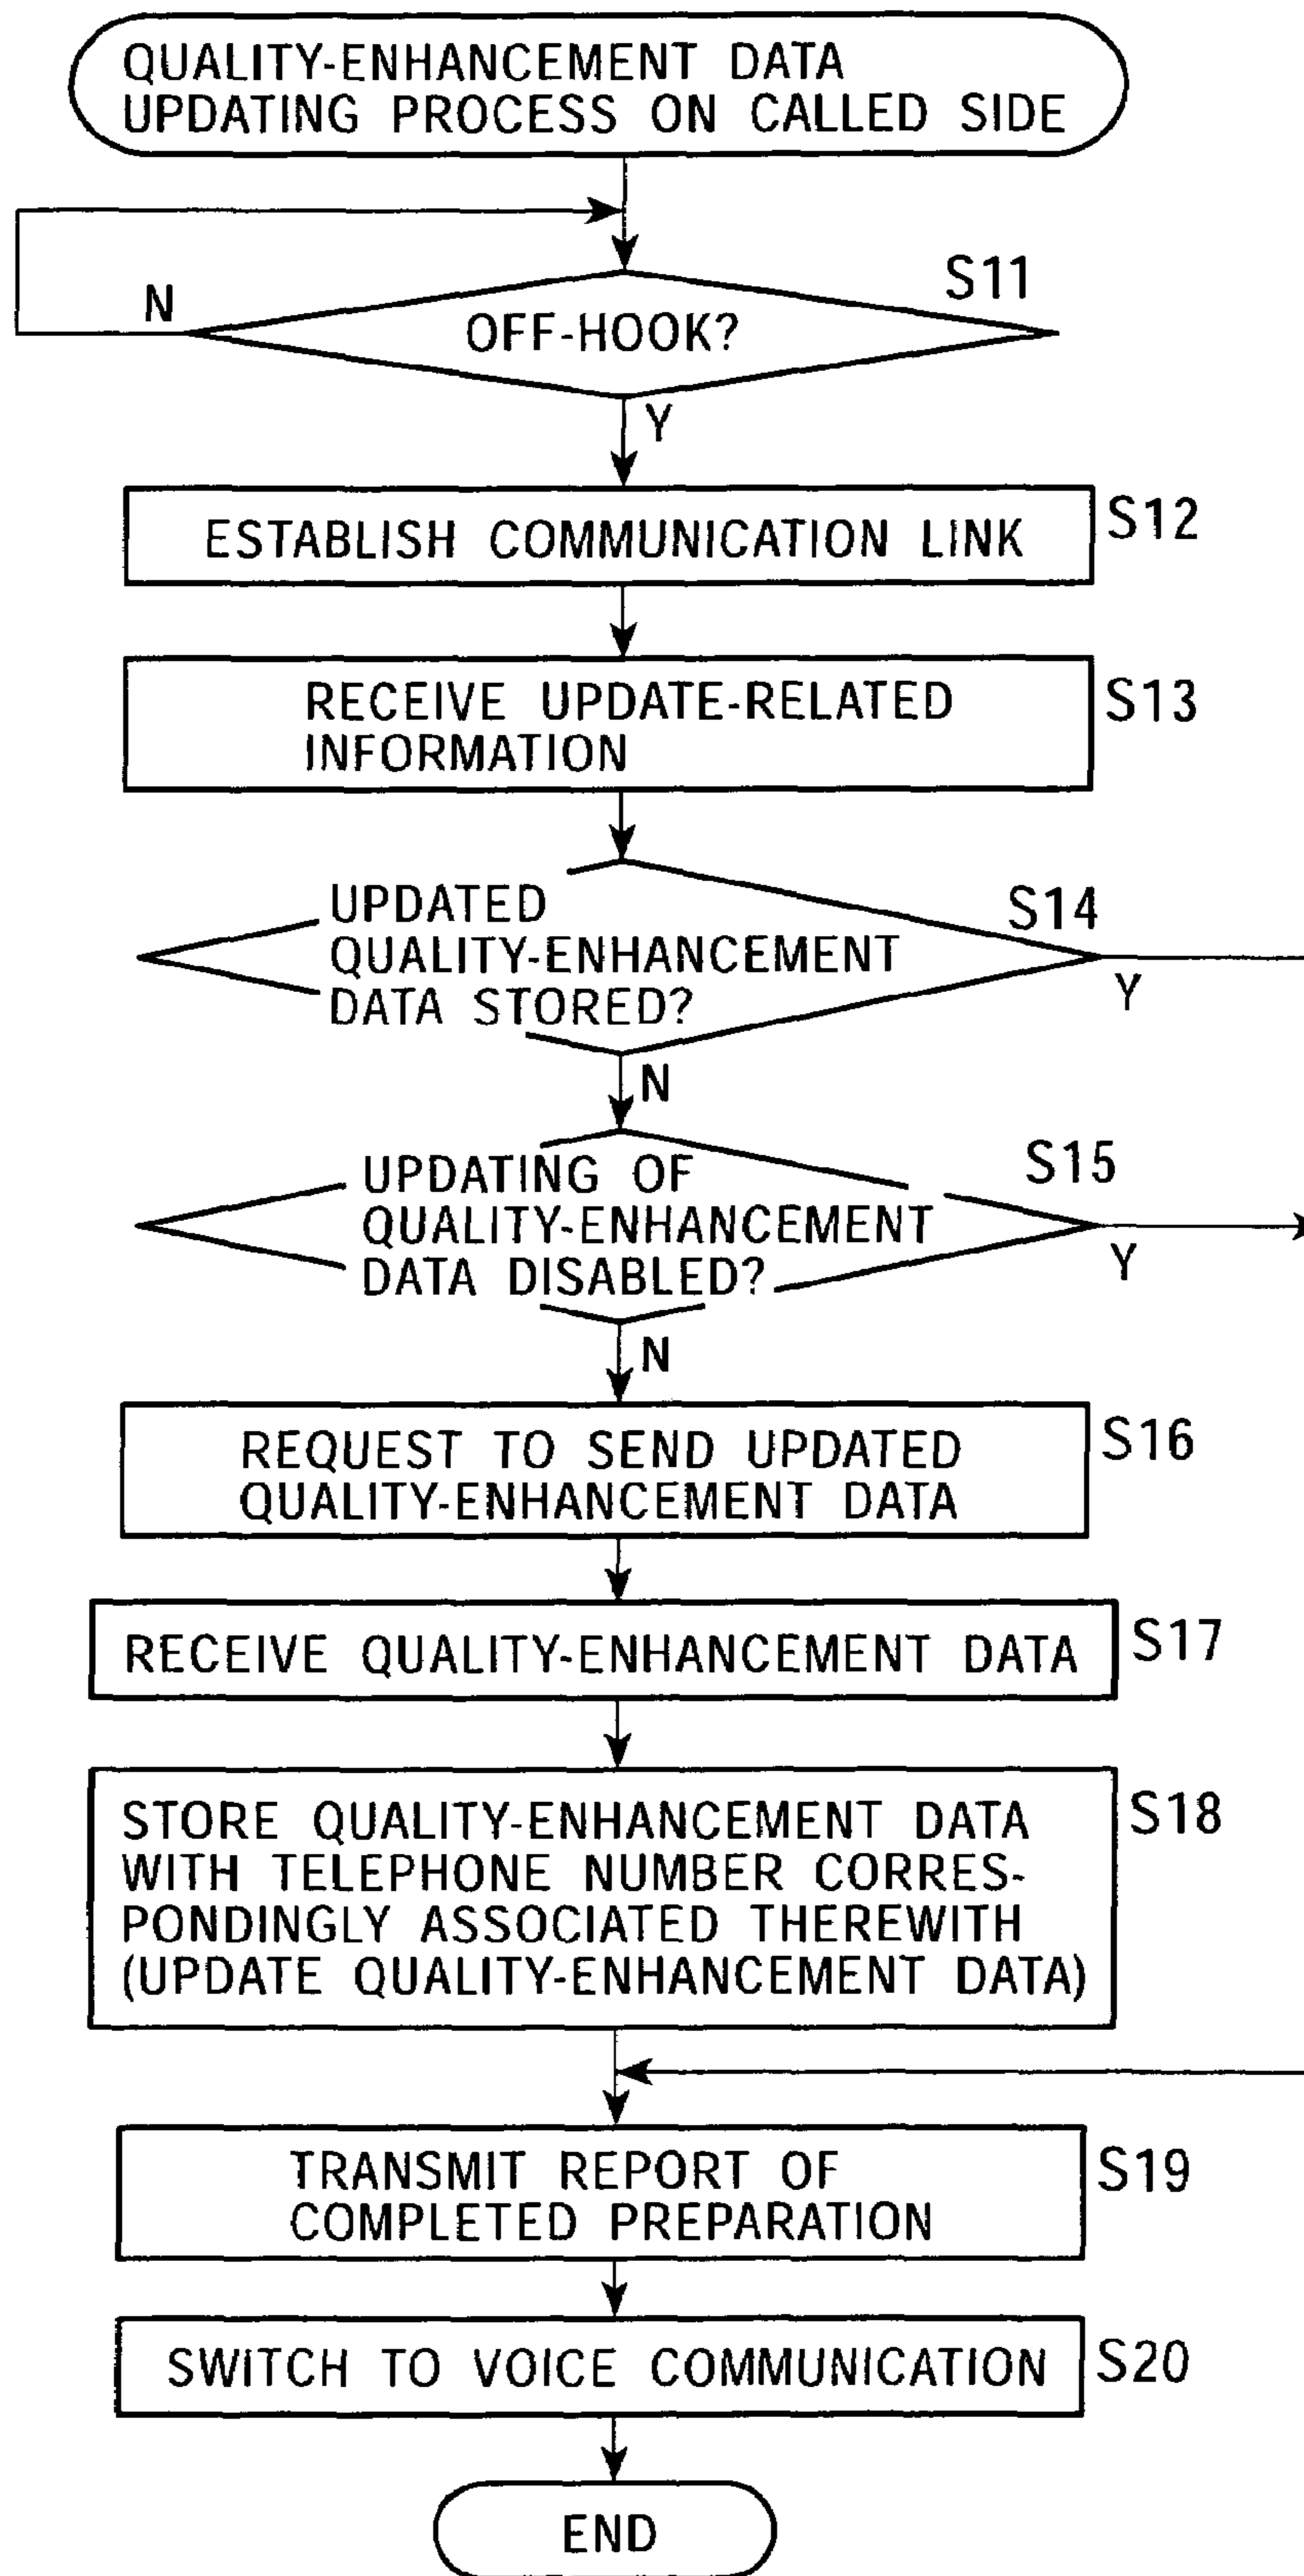 QUALITY-ENHANCEMENT DATA
UPDATING PROCESS ON CALLED SIDE
S11
N
OFF-HOOK?
Y
ESTABLISH COMMUNICATION LINK
S12
RECEIVE UPDATE-RELATED
INFORMATION
S13
UPDATED
QUALITY-ENHANCEMENT
DATA STORED?
S14
Y
N
UPDATING OF
QUALITY-ENHANCEMENT
DATA DISABLED?
S15
Y
N
REQUEST TO SEND UPDATED
QUALITY-ENHANCEMENT DATA
S16
RECEIVE QUALITY-ENHANCEMENT DATA
S17
STORE QUALITY-ENHANCEMENT DATA
WITH TELEPHONE NUMBER CORRES-
PONDINGLY ASSOCIATED THEREWITH
(UPDATE QUALITY-ENHANCEMENT DATA)
S18
TRANSMIT REPORT OF
COMPLETED PREPARATION
S19
SWITCH TO VOICE COMMUNICATION
S20
END